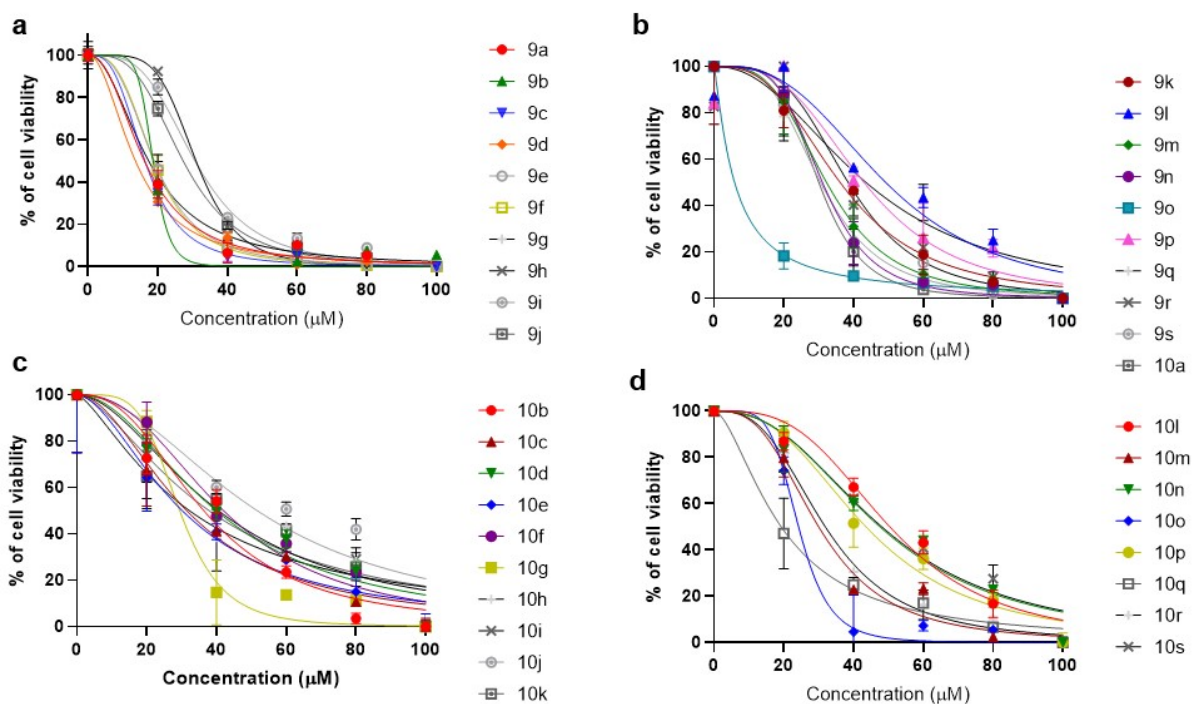 a
% of cell viability
100
80
60
40
20
0
0 20 40 60 80 100
Concentration (μM)
9a
9b
9c
9d
9e
9f
9g
9h
9i
9j
b
% of cell viability
100
80
60
40
20
0
0 20 40 60 80 100
Concentration (μM)
9k
9l
9m
9n
9o
9p
9q
9r
9s
10a
c
% of cell viability
100
80
60
40
20
0
0 20 40 60 80 100
Concentration (μM)
10b
10c
10d
10e
10f
10g
10h
10i
10j
10k
d
% of cell viability
100
80
60
40
20
0
0 20 40 60 80 100
Concentration (μM)
10l
10m
10n
10o
10p
10q
10r
10s